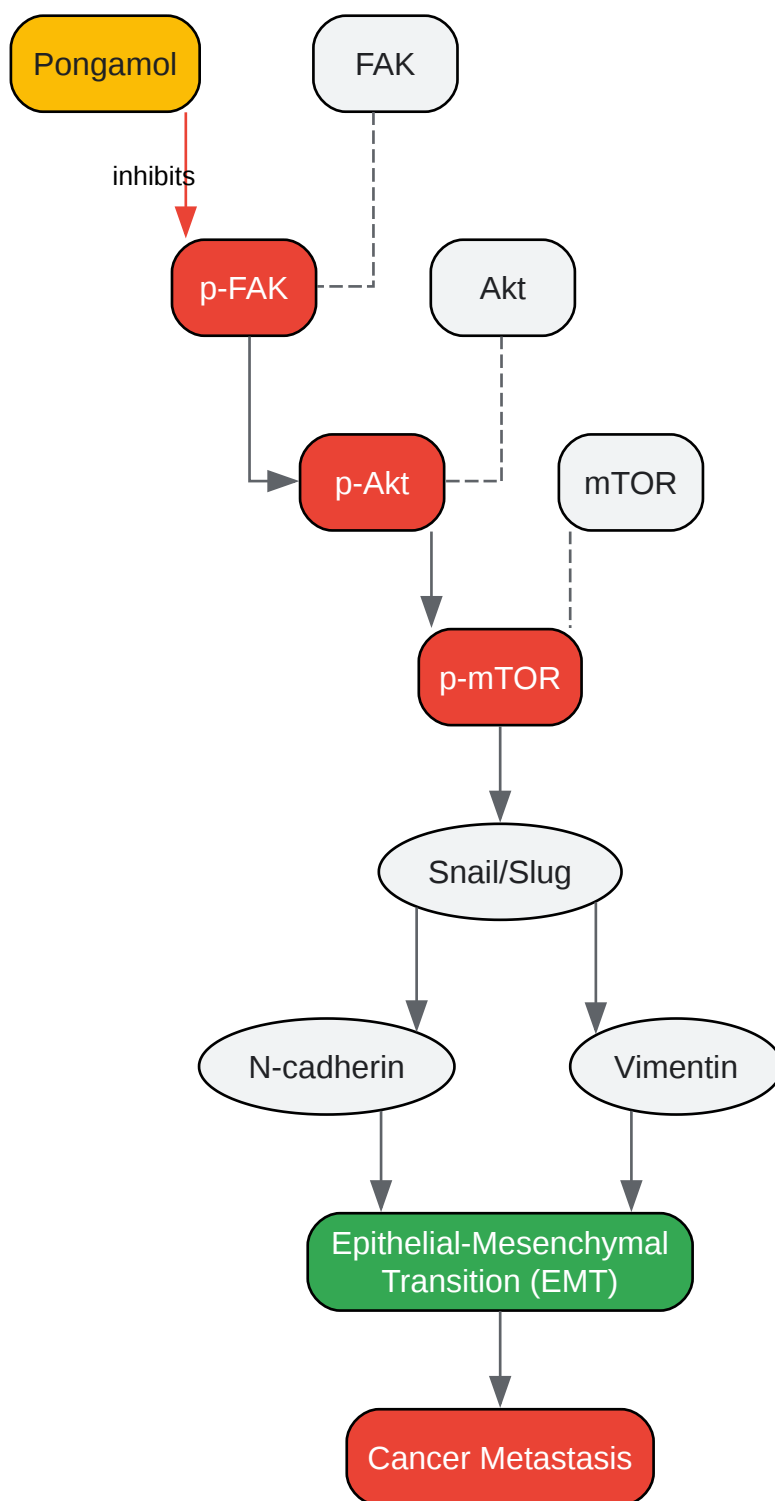 Pongamol
FAK
inhibits
p-FAK
Akt
p-Akt
mTOR
p-mTOR
Snail/Slug
N-cadherin
Vimentin
Epithelial-Mesenchymal
Transition (EMT)
Cancer Metastasis